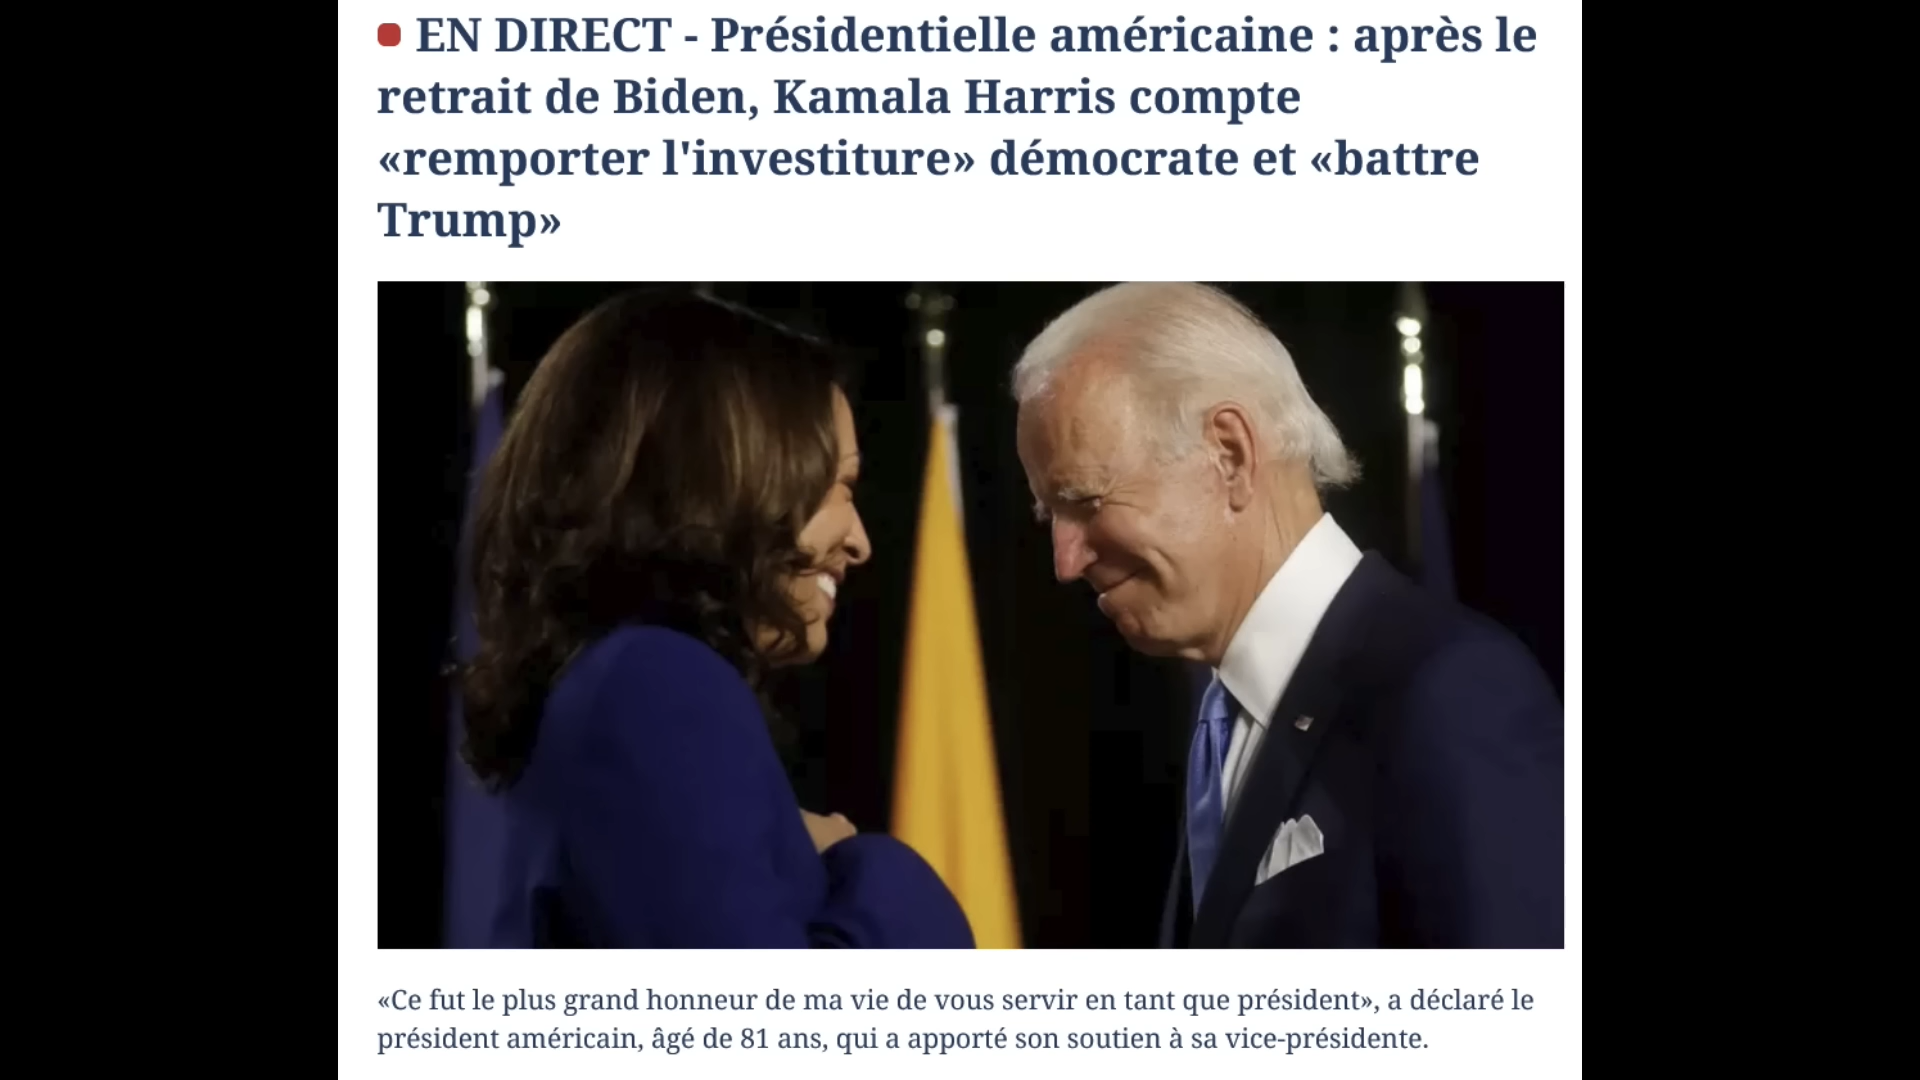 EN DIRECT - Présidentielle américaine : après le
retrait de Biden, Kamala Harris compte
«remporter l'investiture» démocrate et «battre
Trump»
«Ce fut le plus grand honneur de ma vie de vous servir en tant que président», a déclaré le
président américain, âgé de 81 ans, qui a apporté son soutien à sa vice-présidente.